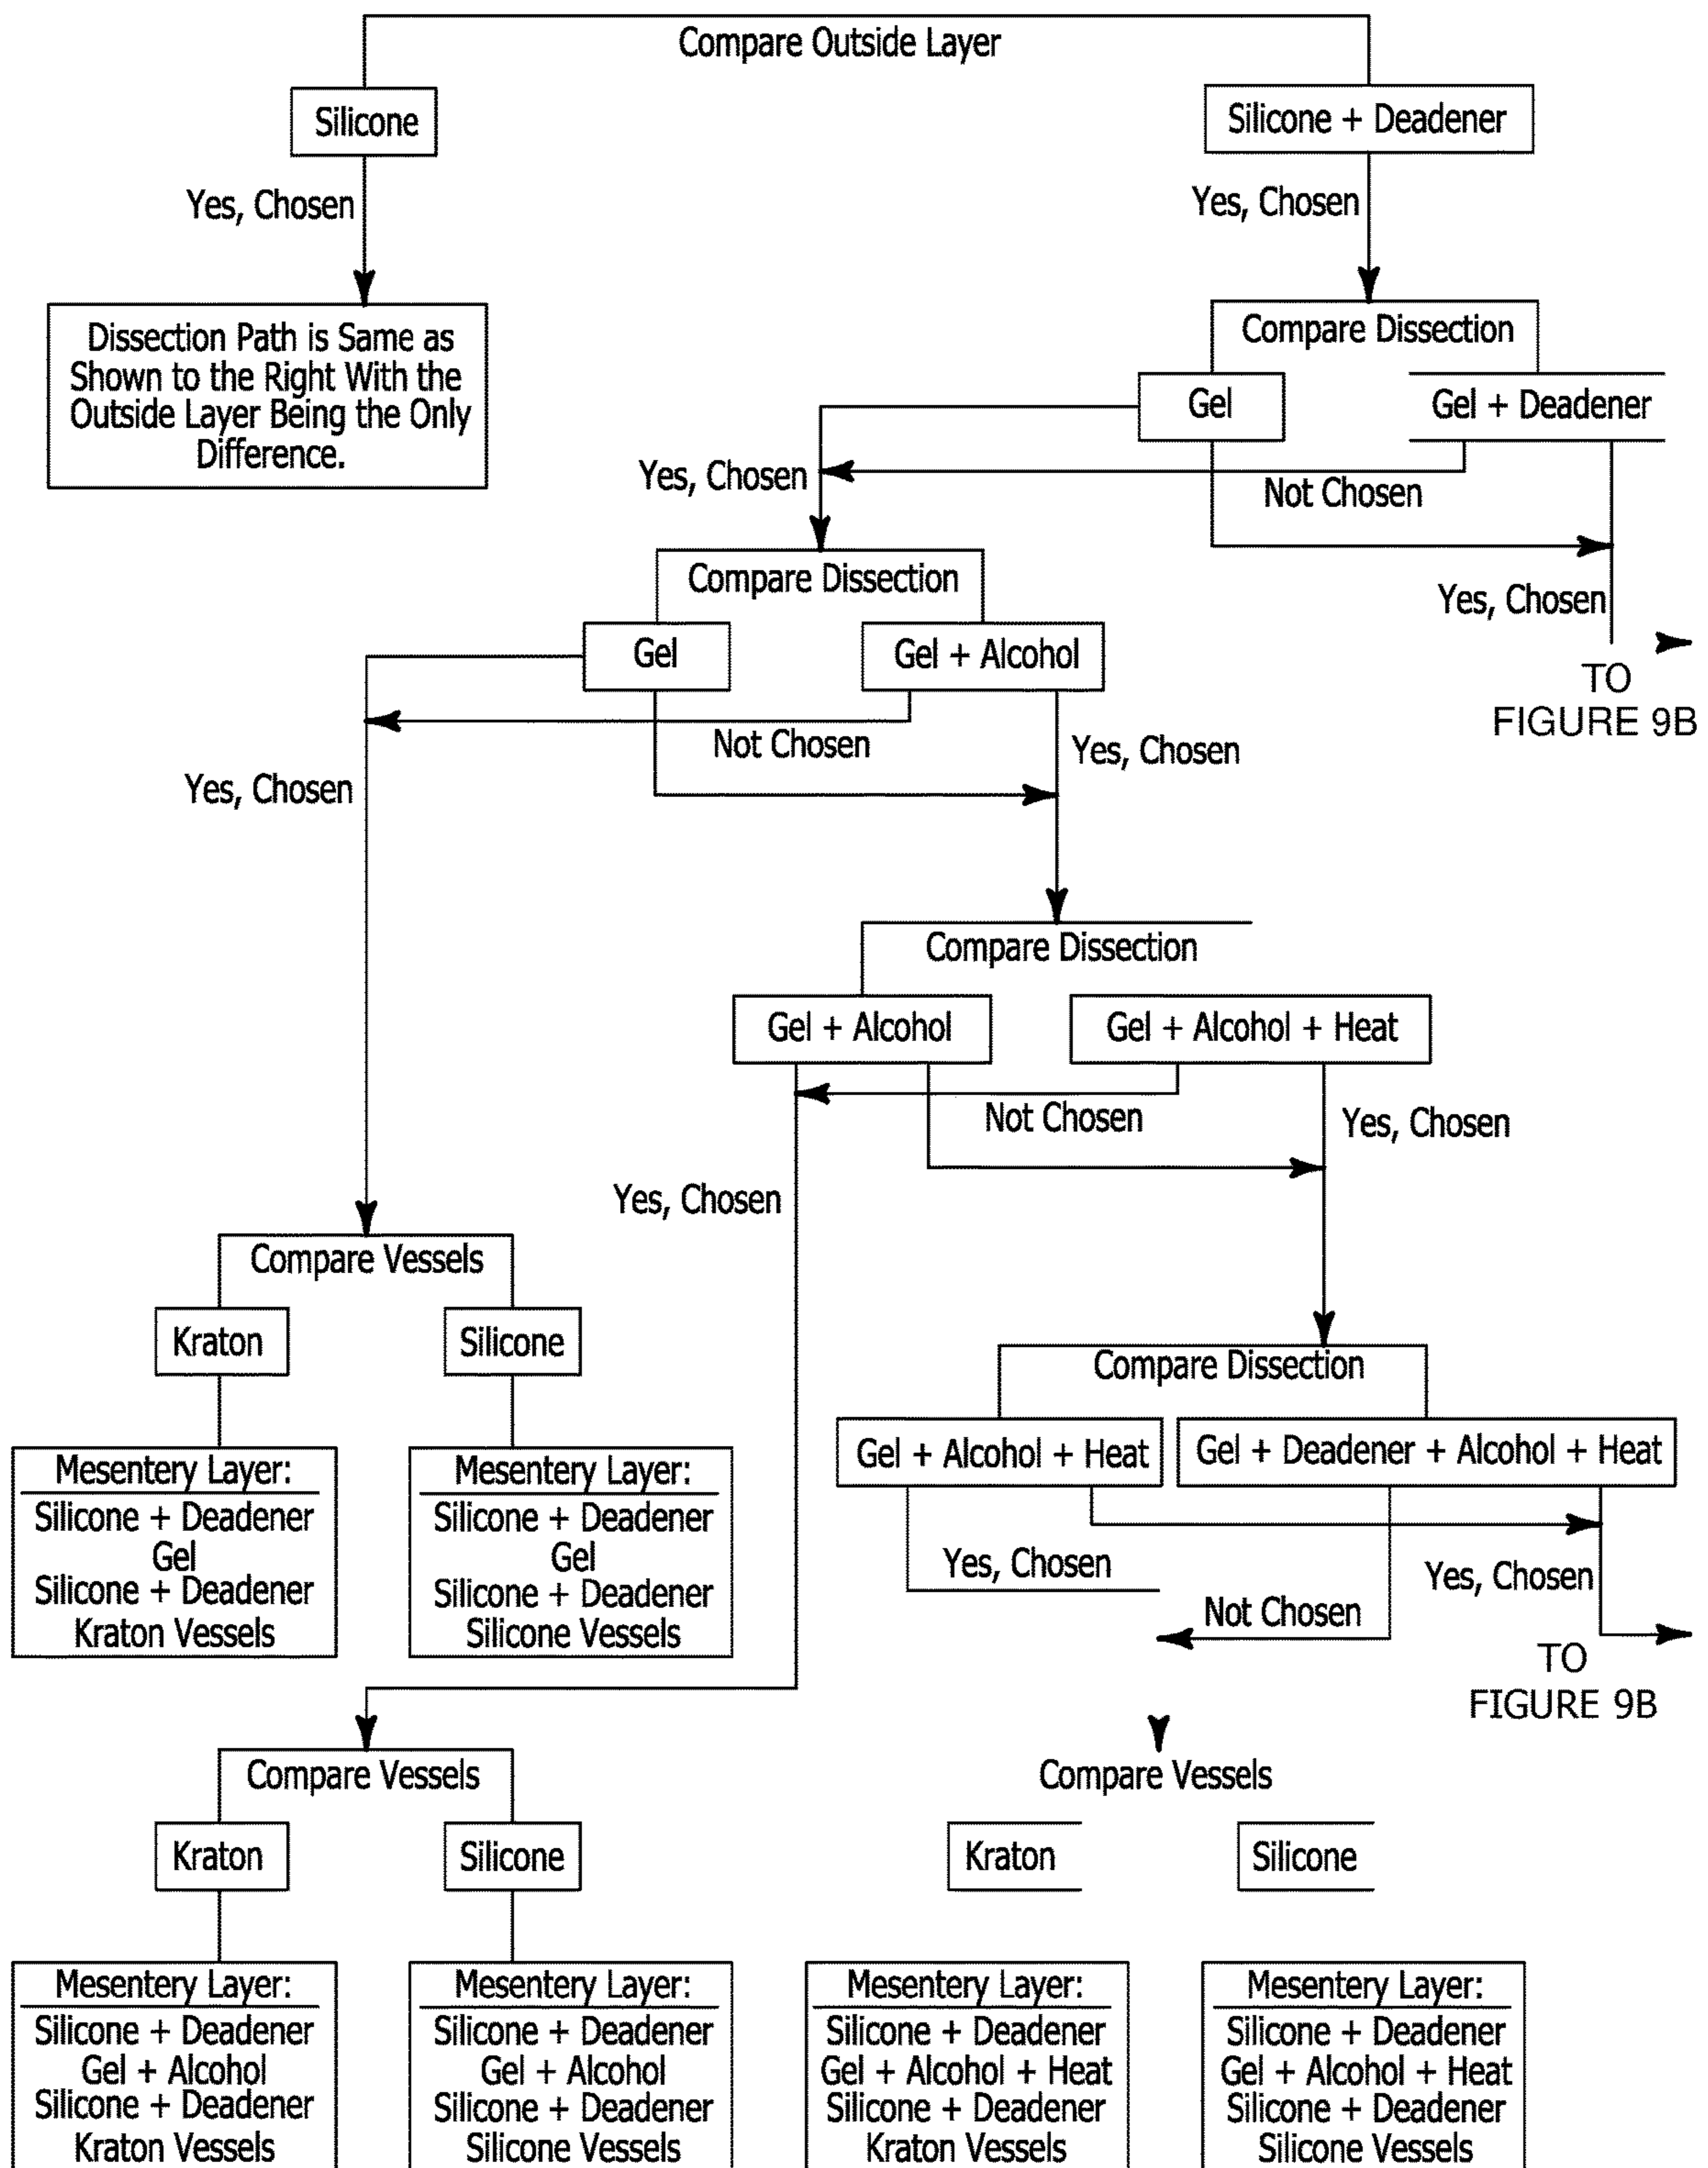 Compare Outside Layer
Silicone
Silicone + Deadener
Yes, Chosen
Yes, Chosen
Dissection Path is Same as
Shown to the Right With the
Outside Layer Being the Only
Difference.
Compare Dissection
Gel
Gel + Deadener
Yes, Chosen
Not Chosen
Yes, Chosen
TO
FIGURE 9B
Compare Dissection
Gel
Gel + Alcohol
Not Chosen
Yes, Chosen
Yes, Chosen
Compare Dissection
Gel + Alcohol
Gel + Alcohol + Heat
Not Chosen
Yes, Chosen
Yes, Chosen
Compare Vessels
Kraton
Silicone
Mesentery Layer:
Silicone + Deadener
Gel
Silicone + Deadener
Kraton Vessels
Mesentery Layer:
Silicone + Deadener
Gel
Silicone + Deadener
Silicone Vessels
Compare Dissection
Gel + Alcohol + Heat
Gel + Deadener + Alcohol + Heat
Yes, Chosen
Yes, Chosen
Not Chosen
TO
FIGURE 9B
Compare Vessels
Kraton
Silicone
Mesentery Layer:
Silicone + Deadener
Gel + Alcohol
Silicone + Deadener
Kraton Vessels
Mesentery Layer:
Silicone + Deadener
Gel + Alcohol
Silicone + Deadener
Silicone Vessels
Compare Vessels
Kraton
Silicone
Mesentery Layer:
Silicone + Deadener
Gel + Alcohol + Heat
Silicone + Deadener
Kraton Vessels
Mesentery Layer:
Silicone + Deadener
Gel + Alcohol + Heat
Silicone + Deadener
Silicone Vessels